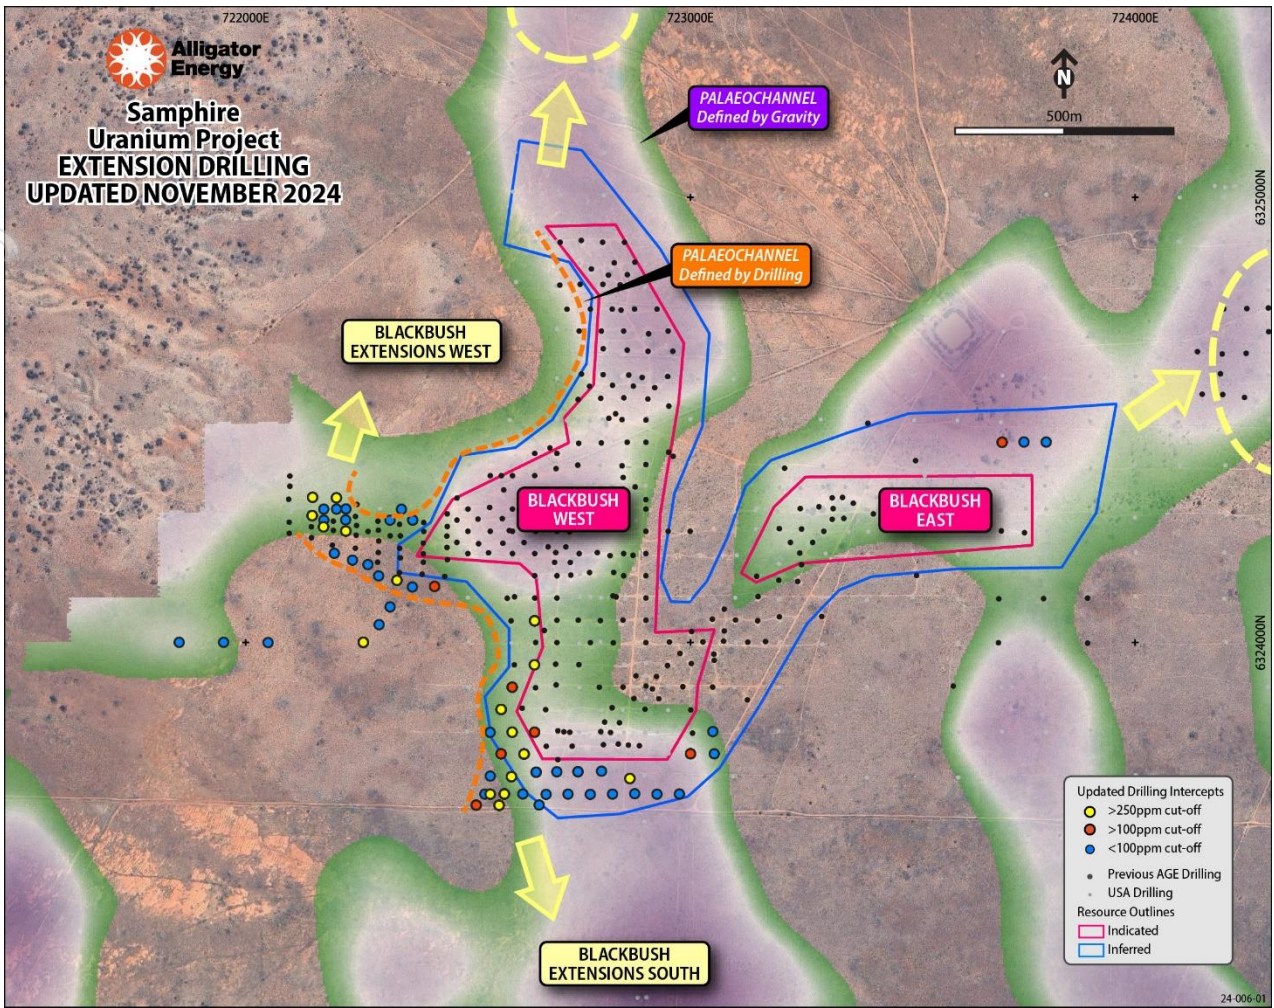 722000E
723000E
724000E
Alligator
Energy
Samphire
Uranium Project
EXTENSION DRILLING
UPDATED NOVEMBER 2024
PALAEOCHANNEL
Defined by Gravity
N
500m
6325000N
PALAEOCHANNEL
Defined by Drilling
BLACKBUSH
EXTENSIONS WEST
BLACKBUSH
WEST
BLACKBUSH
EAST
6324000N
BLACKBUSH
EXTENSIONS SOUTH
Updated Drilling Intercepts
>250ppm cut-off
>100ppm cut-off
<100ppm cut-off
Previous AGE Drilling
USA Drilling
Resource Outlines
Indicated
Inferred
24-006-01